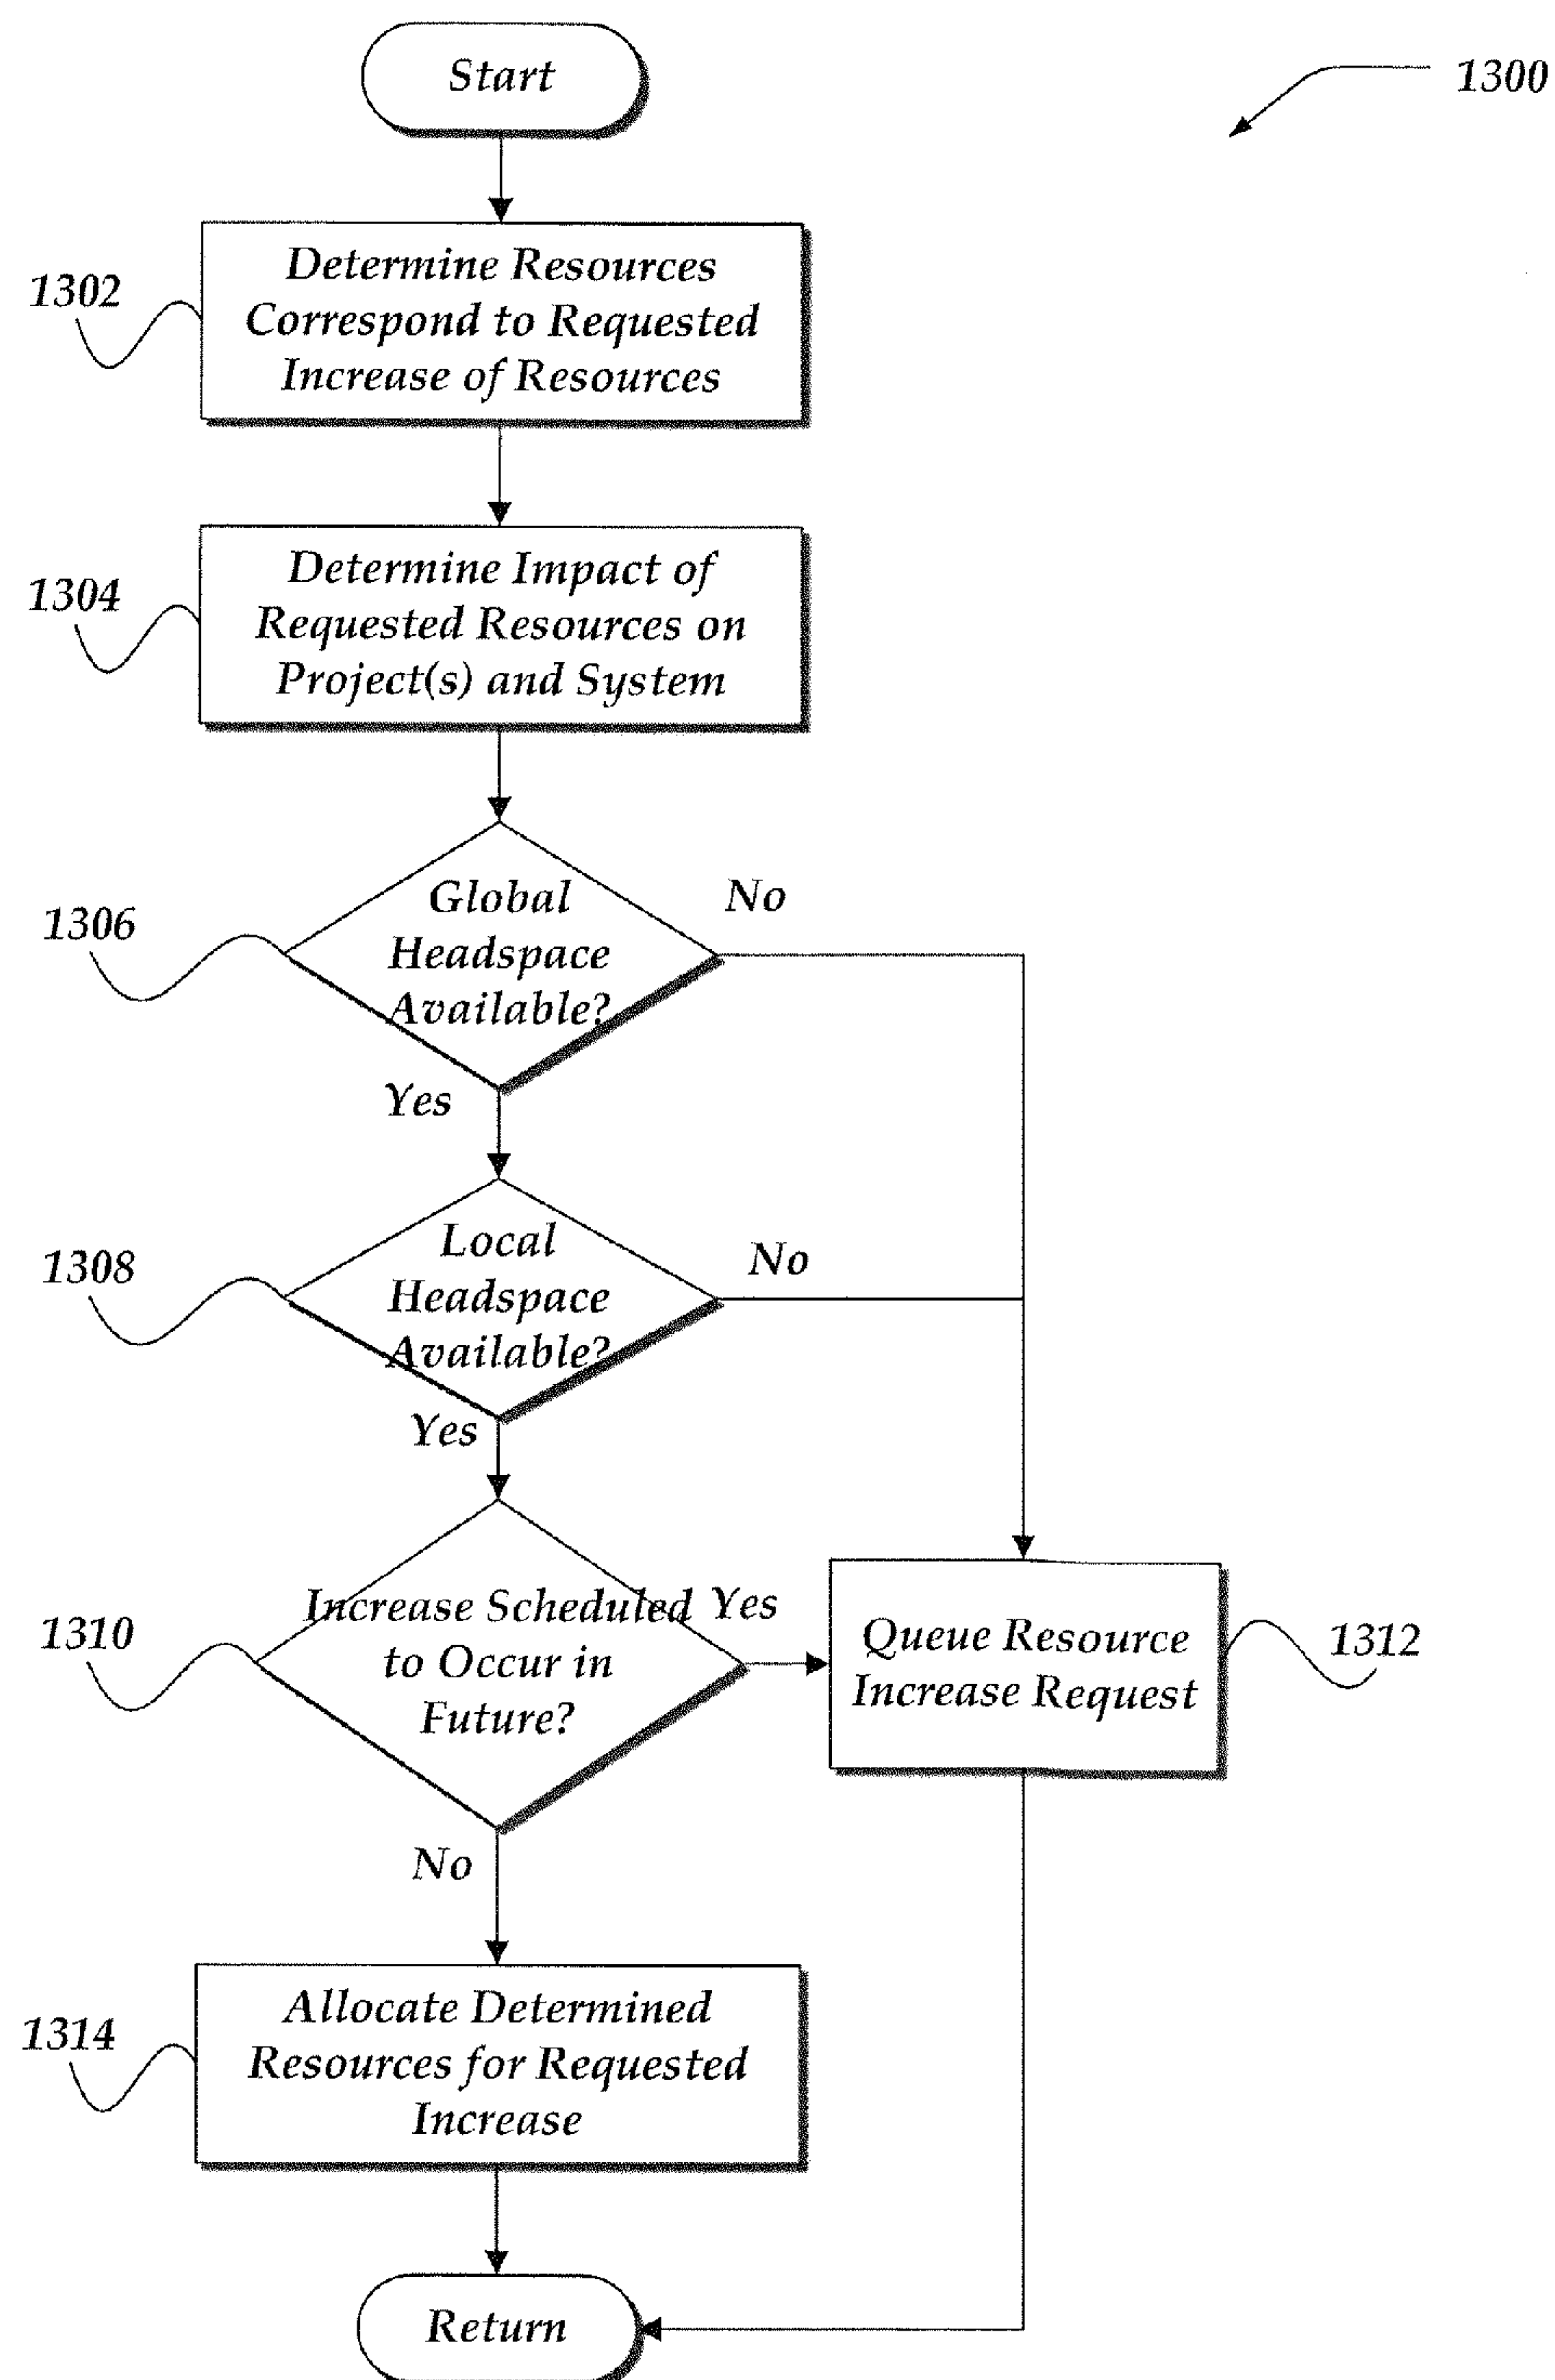 Start
1300
1302
Determine Resources
Correspond to Requested
Increase of Resources
1304
Determine Impact of
Requested Resources on
Project(s) and System
1306
Global
Headspace
Available?
No
Yes
1308
Local
Headspace
Available?
No
Yes
1310
Increase Scheduled
to Occur in
Future?
Yes
Queue Resource
Increase Request
1312
No
1314
Allocate Determined
Resources for Requested
Increase
Return